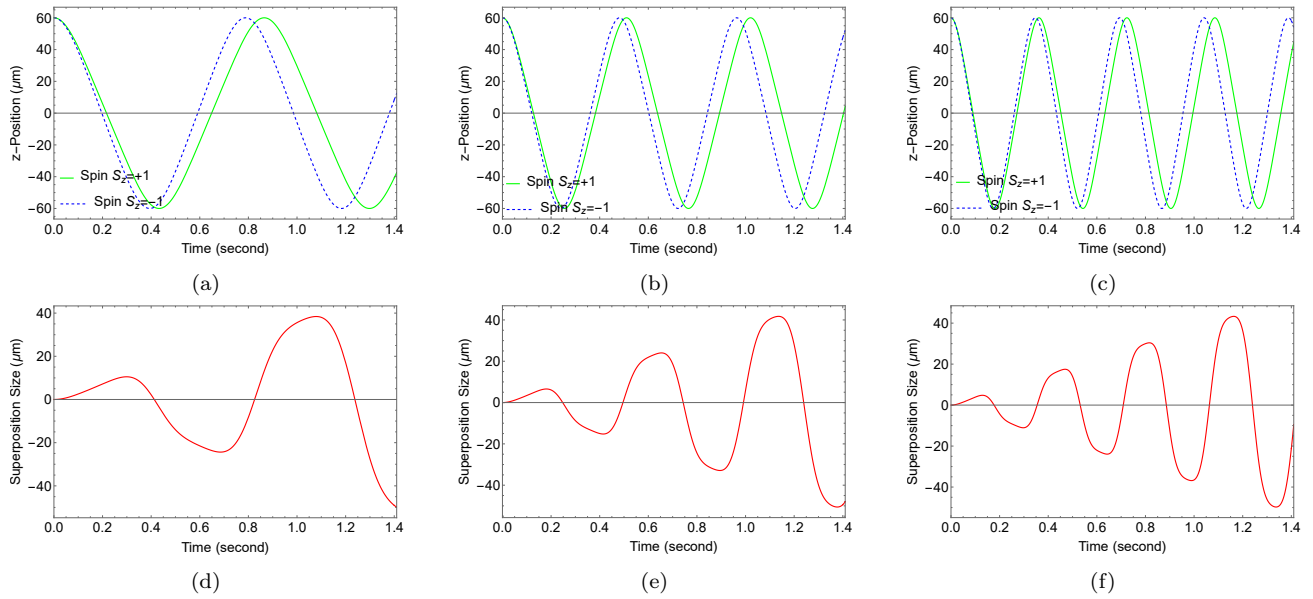 60
40
20
0
−20
−40
−60
z−Position (μm)
Spin Sz=+1
Spin Sz=−1
0.0 0.2 0.4 0.6 0.8 1.0 1.2 1.4
Time (second)
(a)
60
40
20
0
−20
−40
−60
z−Position (μm)
Spin Sz=+1
Spin Sz=−1
0.0 0.2 0.4 0.6 0.8 1.0 1.2 1.4
Time (second)
(b)
60
40
20
0
−20
−40
−60
z−Position (μm)
Spin Sz=+1
Spin Sz=−1
0.0 0.2 0.4 0.6 0.8 1.0 1.2 1.4
Time (second)
(c)
40
20
0
−20
−40
Superposition Size (μm)
0.0 0.2 0.4 0.6 0.8 1.0 1.2 1.4
Time (second)
(d)
40
20
0
−20
−40
Superposition Size (μm)
0.0 0.2 0.4 0.6 0.8 1.0 1.2 1.4
Time (second)
(e)
40
20
0
−20
−40
Superposition Size (μm)
0.0 0.2 0.4 0.6 0.8 1.0 1.2 1.4
Time (second)
(f)